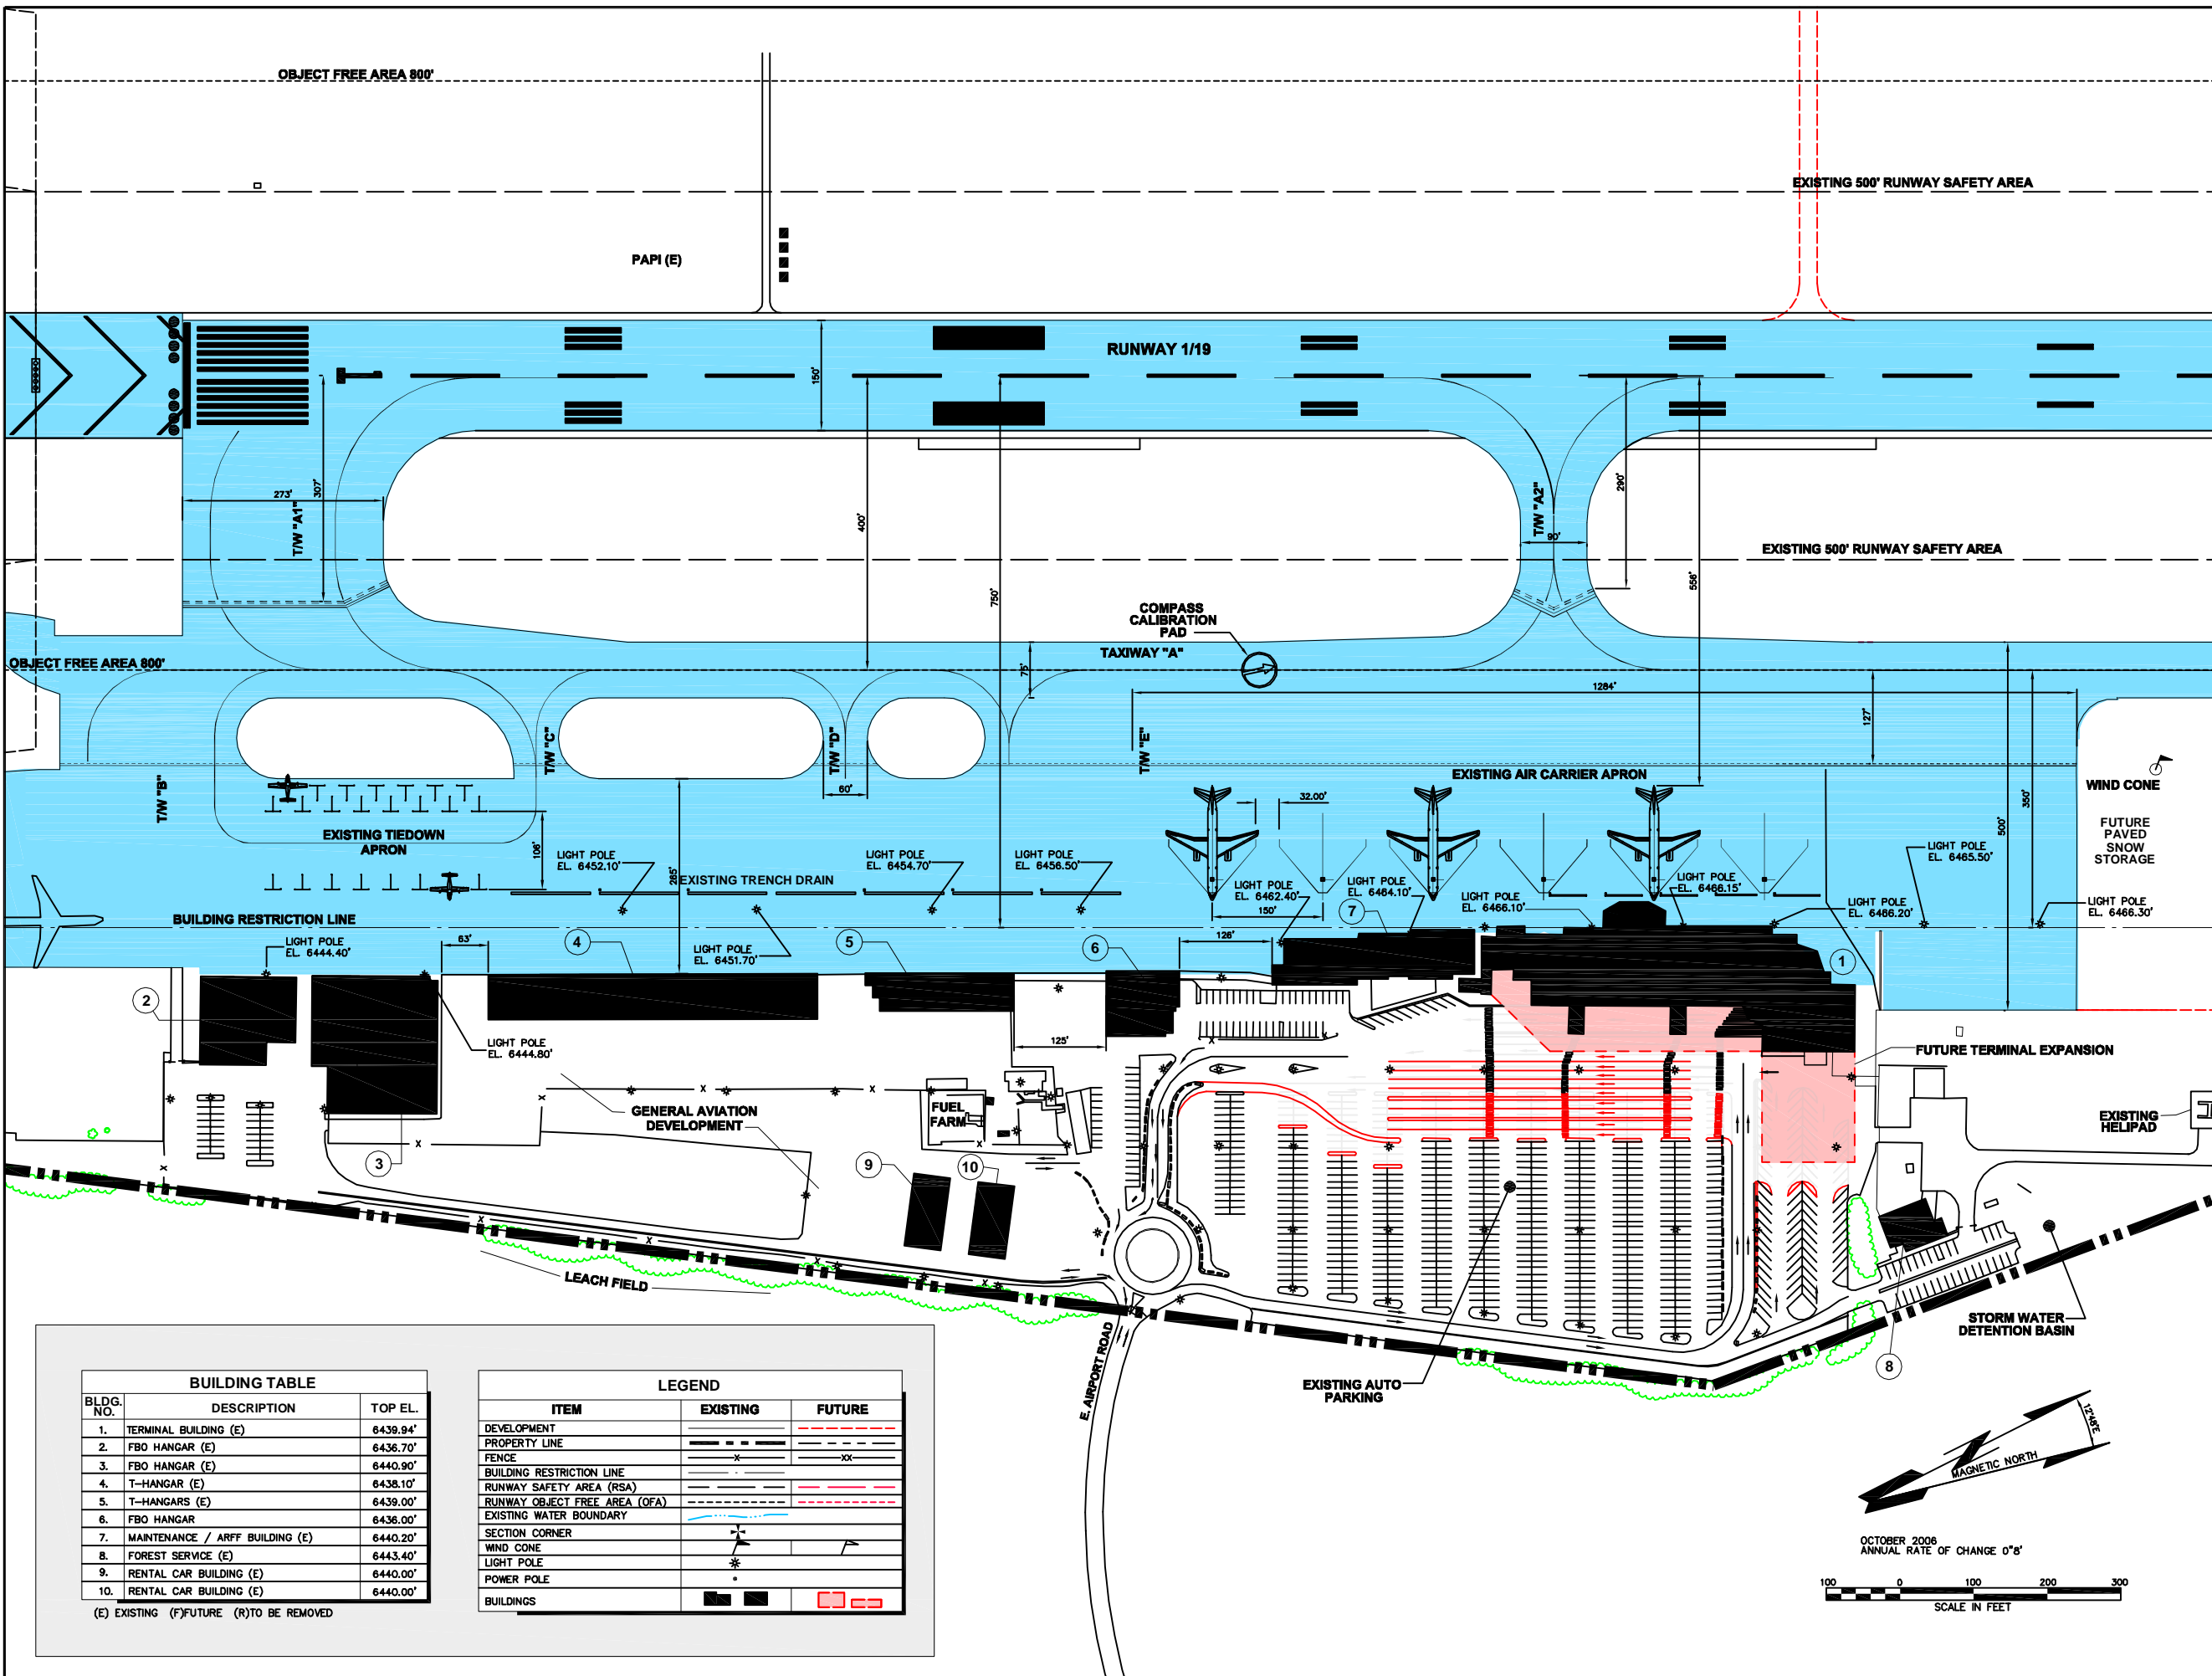 OBJECT FREE AREA 800'
EXISTING 500' RUNWAY SAFETY AREA
PAPI (E)
RUNWAY 1/19
150'
273'
307'
T/W "A1"
400'
750'
T/W "A2"
90'
290'
556'
EXISTING 500' RUNWAY SAFETY AREA
COMPASS
CALIBRATION
PAD
OBJECT FREE AREA 800'
TAXIWAY "A"
75'
1284'
127'
350'
500'
T/W "B"
T/W "C"
T/W "D"
T/W "E"
60'
EXISTING AIR CARRIER APRON
32.00'
WIND CONE
FUTURE
PAVED
SNOW
STORAGE
EXISTING TIEDOWN
APRON
106'
285'
LIGHT POLE
EL. 6452.10'
LIGHT POLE
EL. 6454.70'
LIGHT POLE
EL. 6456.50'
EXISTING TRENCH DRAIN
LIGHT POLE
EL. 6462.40'
LIGHT POLE
EL. 6464.10'
LIGHT POLE
EL. 6466.10'
LIGHT POLE
EL. 6466.15'
LIGHT POLE
EL. 6465.50'
LIGHT POLE
EL. 6466.20'
LIGHT POLE
EL. 6466.30'
150'
BUILDING RESTRICTION LINE
LIGHT POLE
EL. 6444.40'
63'
4
LIGHT POLE
EL. 6451.70'
5
6
126'
7
1
2
LIGHT POLE
EL. 6444.80'
125'
FUTURE TERMINAL EXPANSION
GENERAL AVIATION
DEVELOPMENT
FUEL
FARM
EXISTING
HELIPAD
3
9
10
LEACH FIELD
E. AIRPORT ROAD
EXISTING AUTO
PARKING
STORM WATER
DETENTION BASIN
8
BUILDING TABLE
BLDG. NO. DESCRIPTION TOP EL.
1. TERMINAL BUILDING (E) 6439.94'
2. FBO HANGAR (E) 6436.70'
3. FBO HANGAR (E) 6440.90'
4. T-HANGAR (E) 6438.10'
5. T-HANGARS (E) 6439.00'
6. FBO HANGAR 6436.00'
7. MAINTENANCE / ARFF BUILDING (E) 6440.20'
8. FOREST SERVICE (E) 6443.40'
9. RENTAL CAR BUILDING (E) 6440.00'
10. RENTAL CAR BUILDING (E) 6440.00'
(E) EXISTING (F)FUTURE (R)TO BE REMOVED
LEGEND
ITEM EXISTING FUTURE
DEVELOPMENT
PROPERTY LINE
FENCE X XX
BUILDING RESTRICTION LINE
RUNWAY SAFETY AREA (RSA)
RUNWAY OBJECT FREE AREA (OFA)
EXISTING WATER BOUNDARY
SECTION CORNER
WIND CONE
LIGHT POLE
POWER POLE
BUILDINGS
12°48'E
MAGNETIC NORTH
OCTOBER 2006
ANNUAL RATE OF CHANGE 0°8'
100 0 100 200 300
SCALE IN FEET